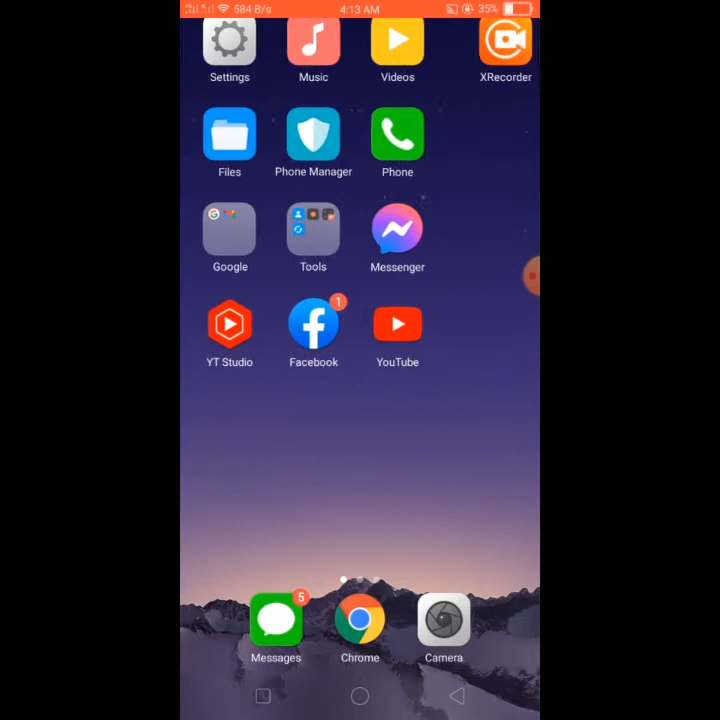 584 B/s 4:13 AM 35%
Settings Music Videos XRecorder
Files Phone Manager Phone
Google Tools Messenger
1
YT Studio Facebook YouTube
5
Messages Chrome Camera